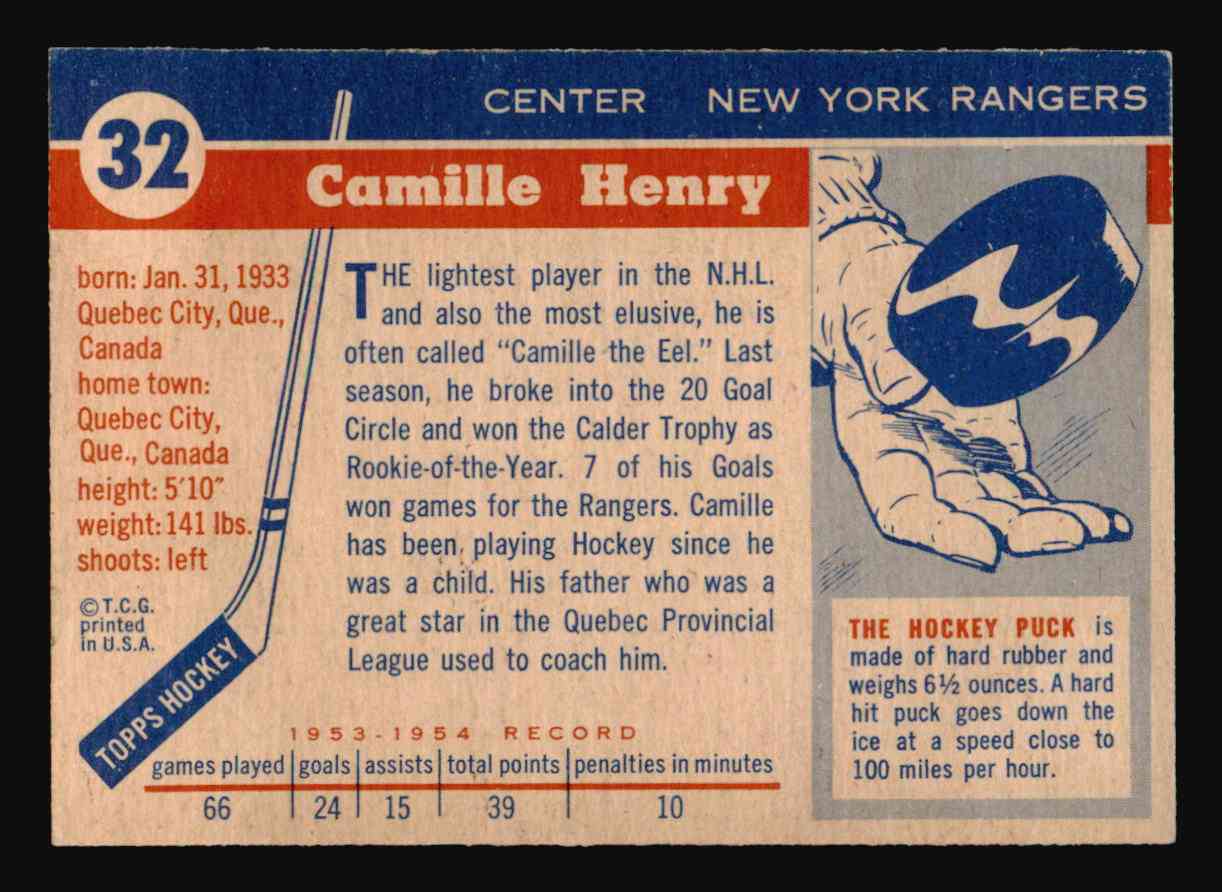 CENTER NEW YORK RANGERS
32
Camille Henry
born: Jan. 31, 1933
Quebec City, Que.,
Canada
home town:
Quebec City,
Que., Canada
height: 5'10"
weight: 141 lbs.
shoots: left
©T.C.G.
printed
in U.S.A.
TOPPS HOCKEY
THE lightest player in the N.H.L.
and also the most elusive, he is
often called "Camille the Eel." Last
season, he broke into the 20 Goal
Circle and won the Calder Trophy as
Rookie-of-the-Year. 7 of his Goals
won games for the Rangers. Camille
has been playing Hockey since he
was a child. His father who was a
great star in the Quebec Provincial
League used to coach him.
1953-1954 RECORD
games played goals assists total points penalties in minutes
66 24 15 39 10
THE HOCKEY PUCK is
made of hard rubber and
weighs 6½ ounces. A hard
hit puck goes down the
ice at a speed close to
100 miles per hour.